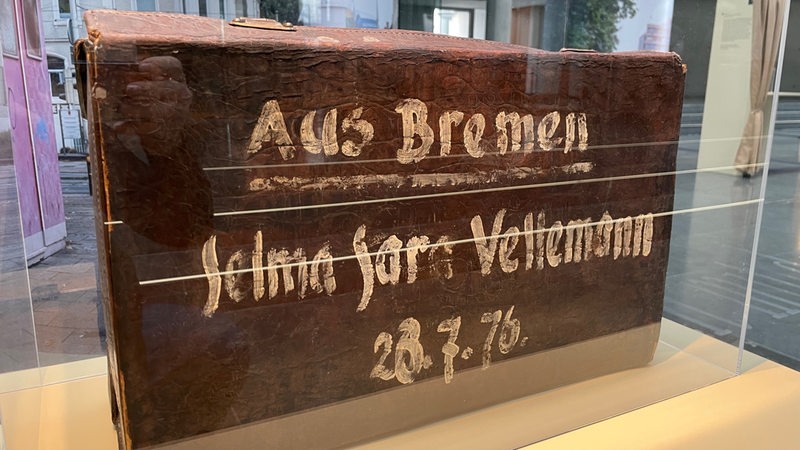 Aus Bremen
Selma Sara Vellemann
28.7.76.